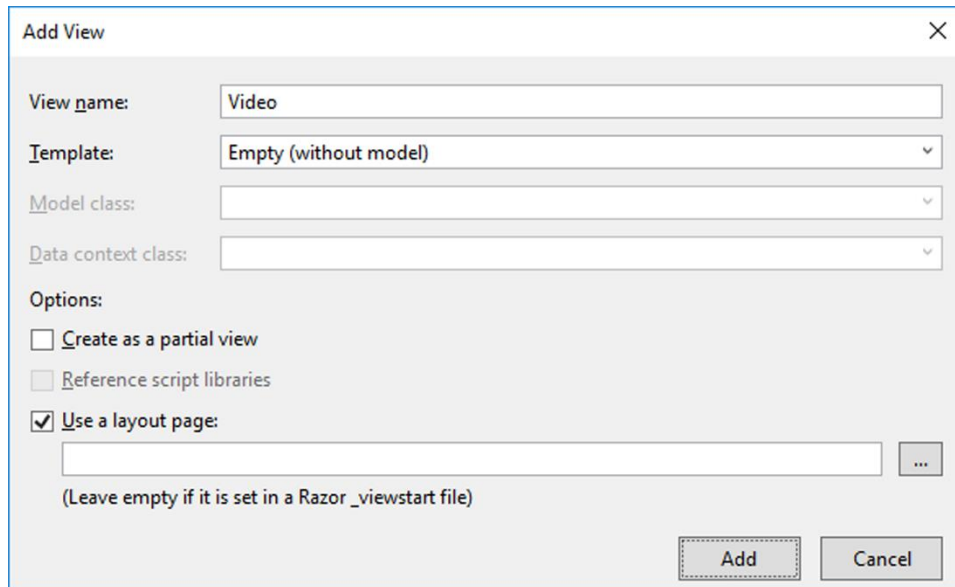 Add View
View name:
Video
Template:
Empty (without model)
Model class:
Data context class:
Options:
Create as a partial view
Reference script libraries
Use a layout page:
...
(Leave empty if it is set in a Razor _viewstart file)
Add
Cancel